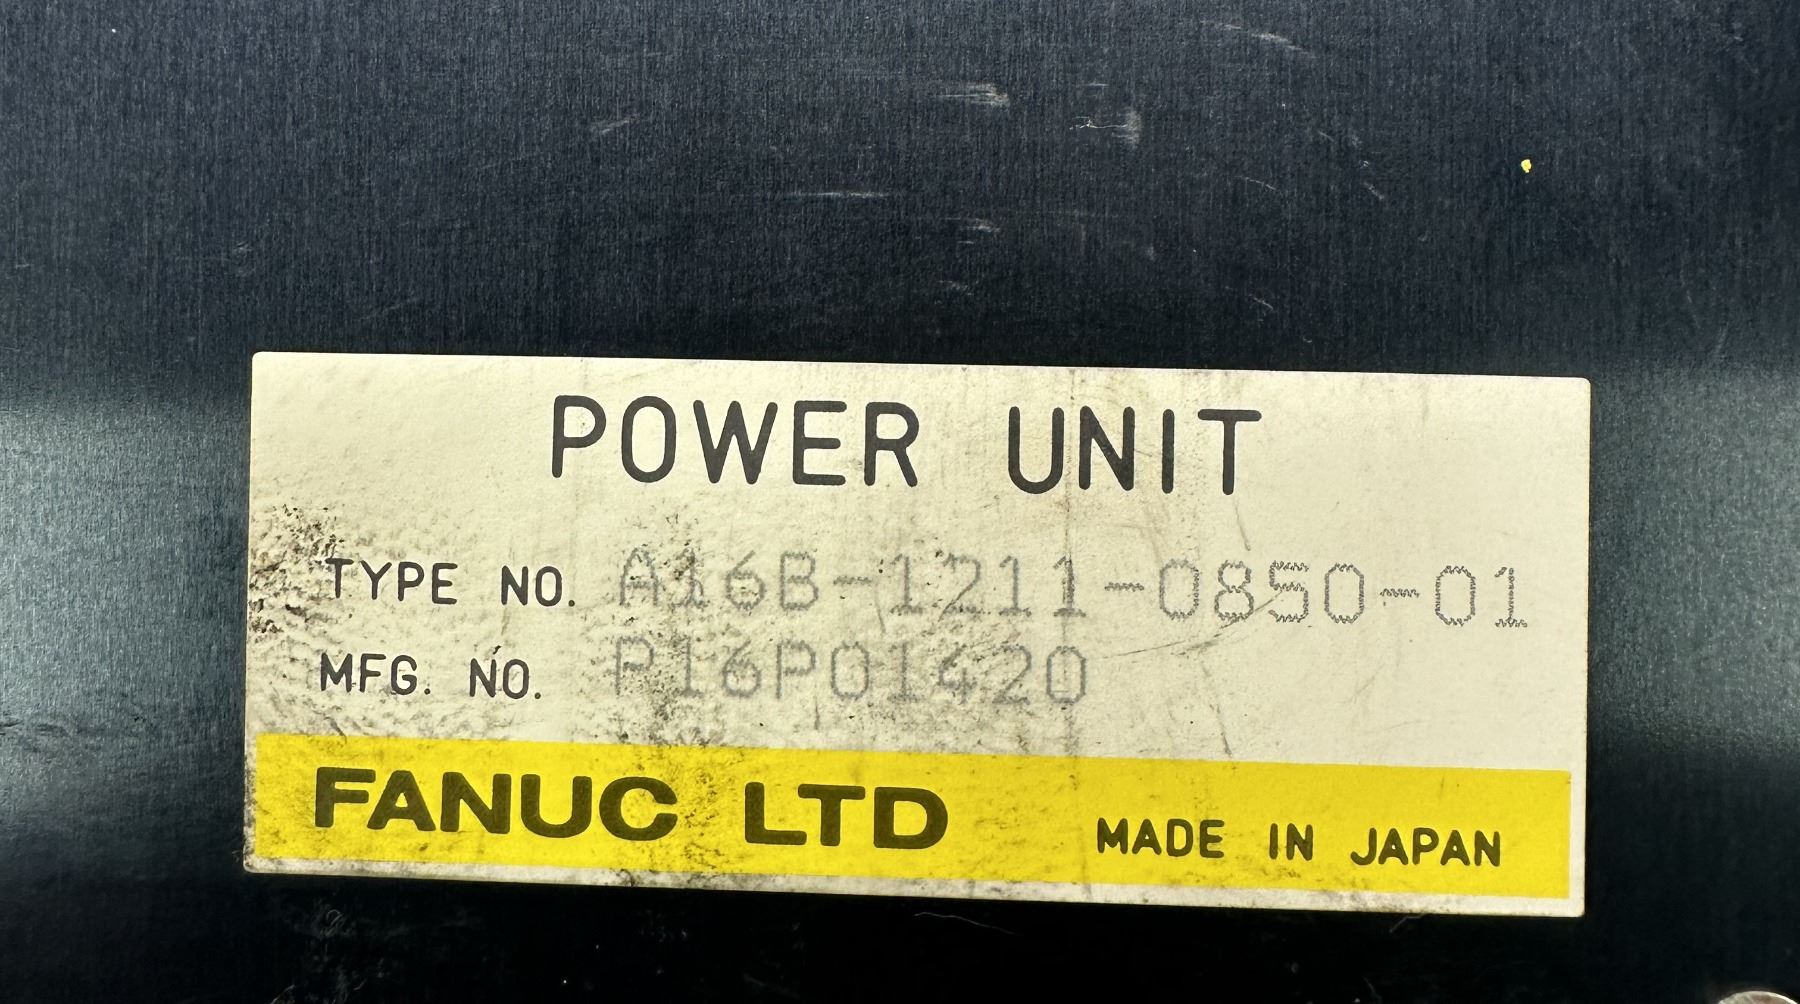 POWER UNIT
TYPE NO. A16B-1211-0850-01
MFG. NO. P16P01420
FANUC LTD MADE IN JAPAN